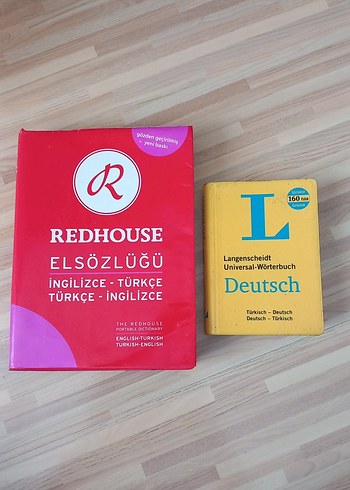 gözden geçirilmiş
yeni baskı
R
REDHOUSE
ELSÖZLÜĞÜ
İNGİLİZCE - TÜRKÇE
TÜRKÇE - İNGİLİZCE
THE REDHOUSE
PORTABLE DICTIONARY
ENGLISH-TURKISH
TURKISH-ENGLISH
160
L
Langenscheidt
Universal-Wörterbuch
Deutsch
Türkisch – Deutsch
Deutsch – Türkisch